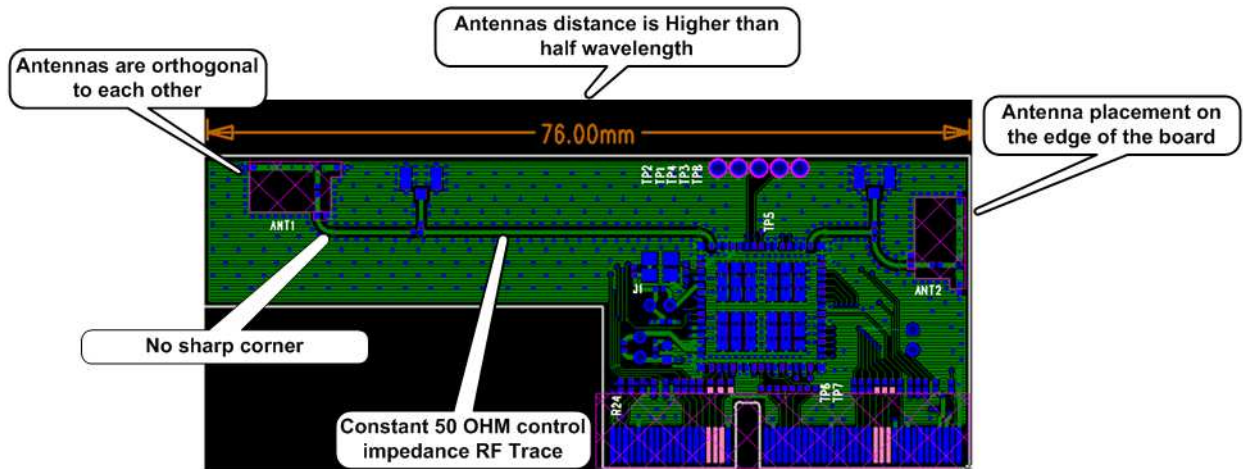 Antennas distance is Higher than
half wavelength
Antennas are orthogonal
to each other
Antenna placement on
the edge of the board
76.00mm
TP2
TP1
TP4
TP3
TP8
TP5
ANT1
ANT2
J1
No sharp corner
Constant 50 OHM control
impedance RF Trace
R24
TP6
TP7